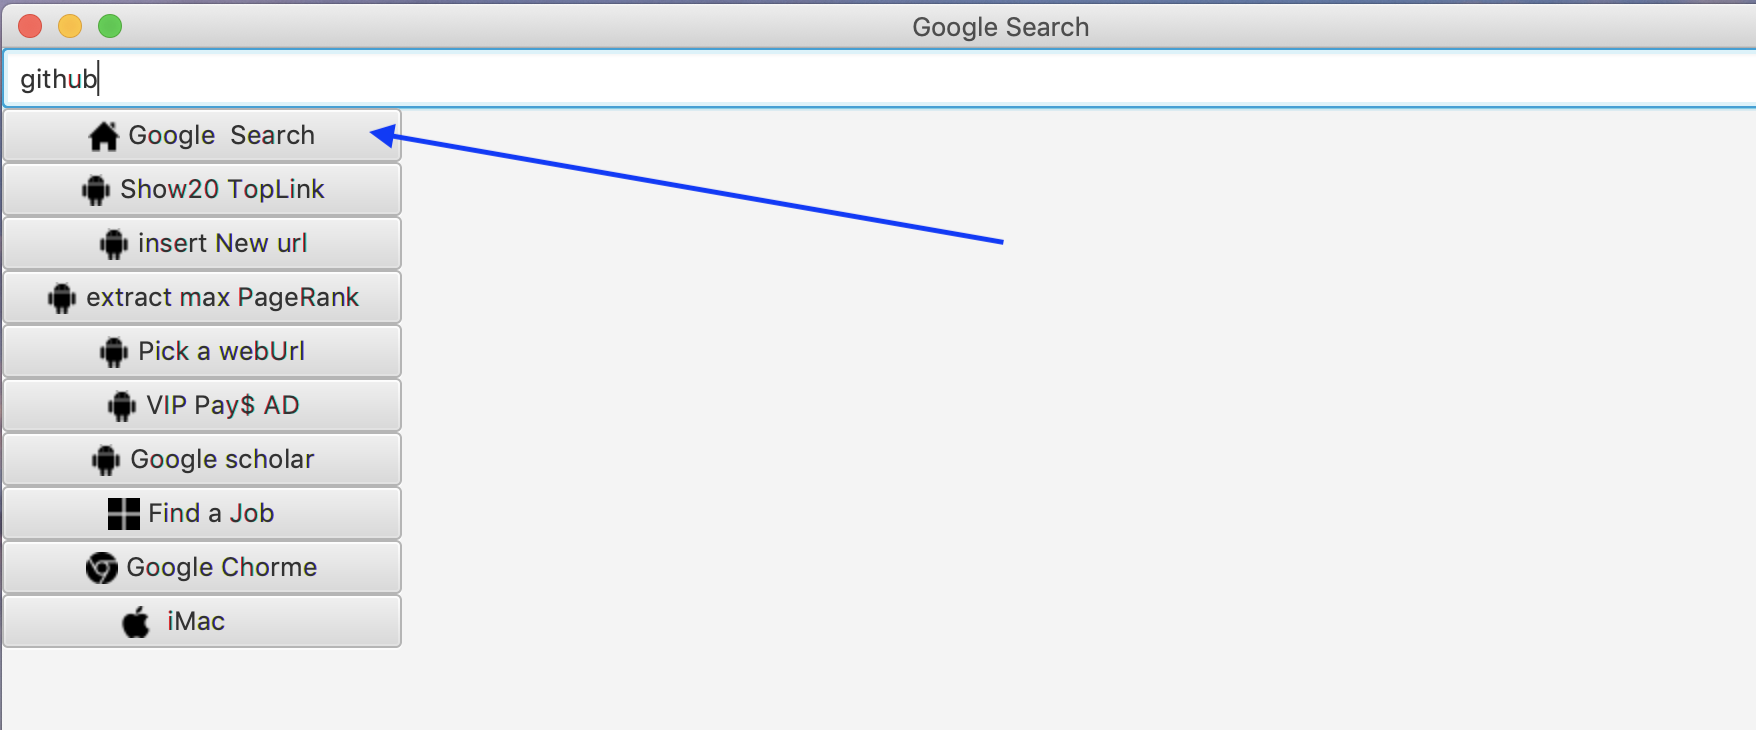 Google Search
github
Google  Search
Show20 TopLink
insert New url
extract max PageRank
Pick a webUrl
VIP Pay$ AD
Google scholar
Find a Job
Google Chorme
iMac